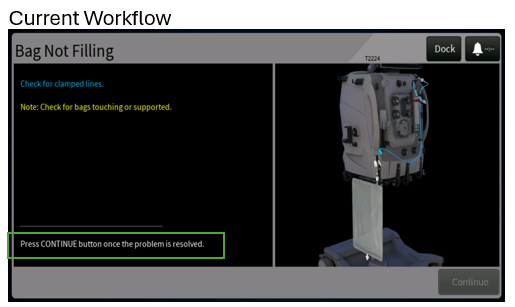 Current Workflow
Bag Not Filling
Dock
--:--
T2224
Check for clamped lines.
Note: Check for bags touching or supported.
Press CONTINUE button once the problem is resolved.
Continue